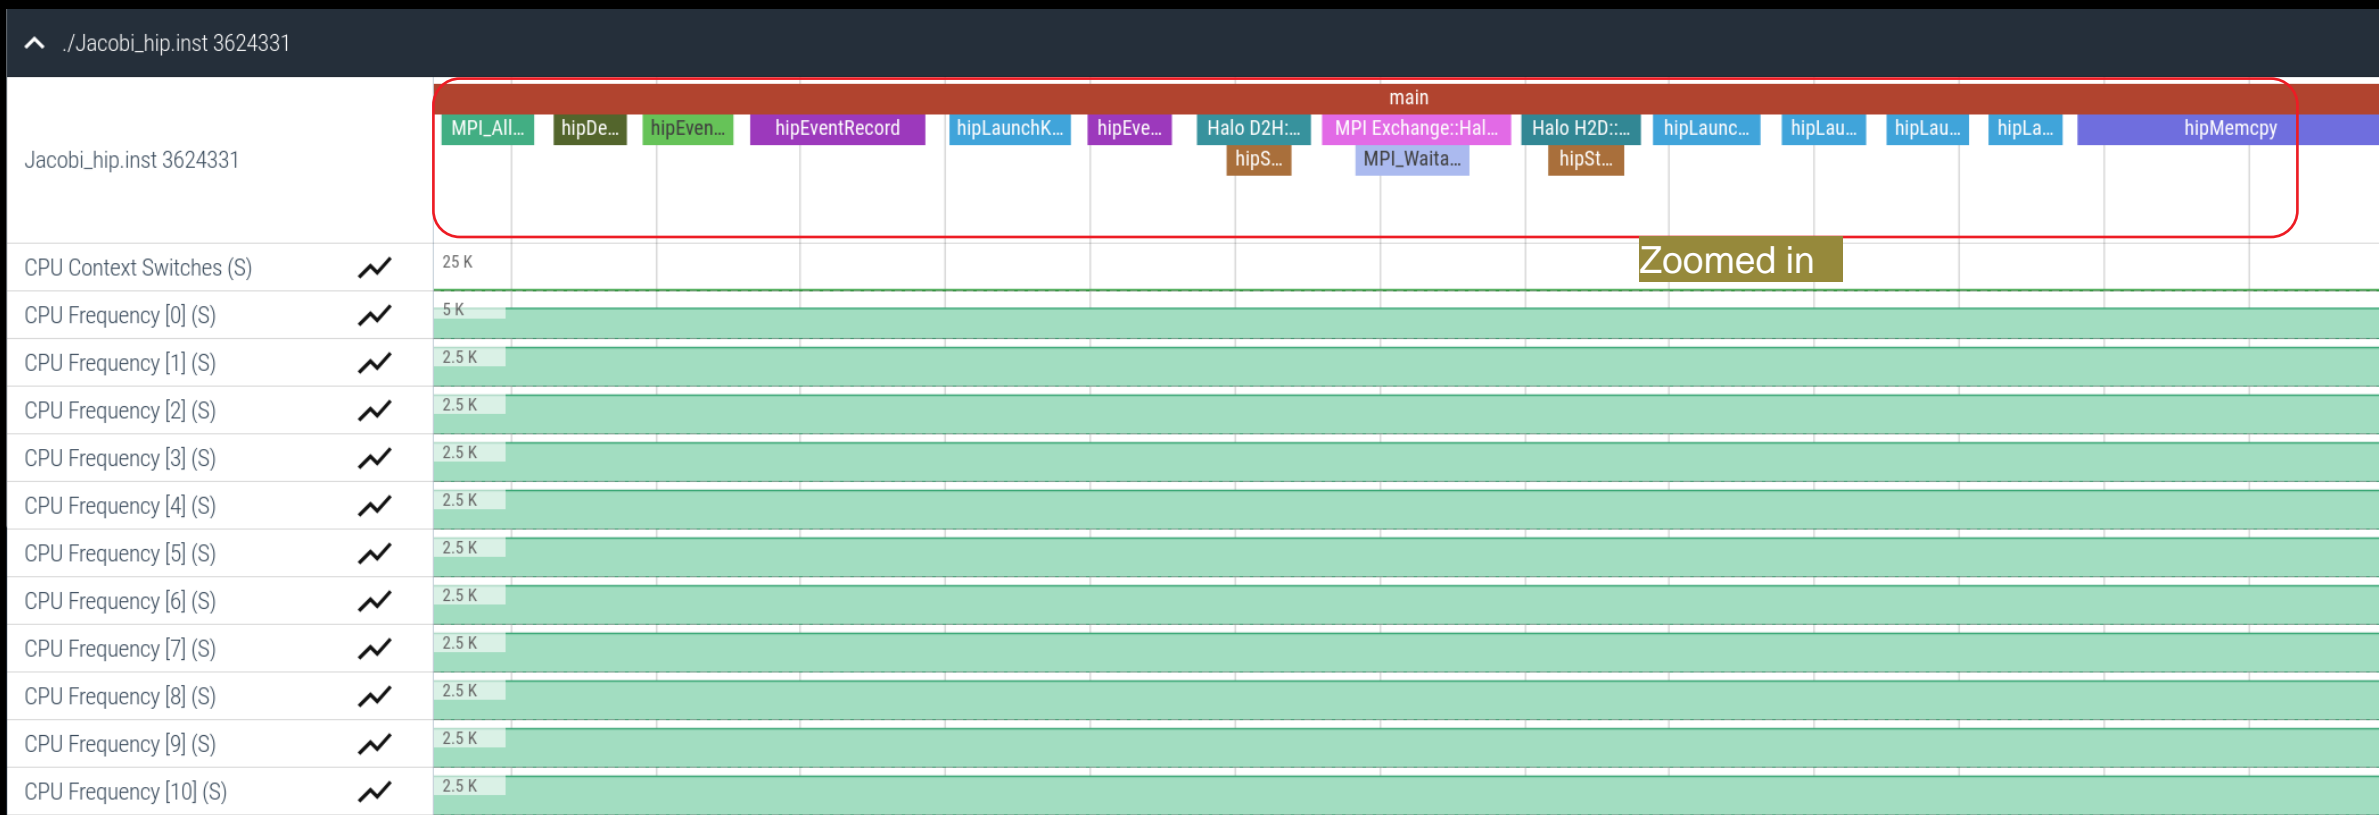 ./Jacobi_hip.inst 3624331
main
MPI_All... hipDe... hipEven... hipEventRecord hipLaunchK... hipEve... Halo D2H:... MPI Exchange::Hal... Halo H2D::... hipLaunc... hipLau... hipLau... hipLa... hipMemcpy
Jacobi_hip.inst 3624331
hipS... MPI_Waita... hipSt...
CPU Context Switches (S) 25 K
Zoomed in
CPU Frequency [0] (S) 5 K
CPU Frequency [1] (S) 2.5 K
CPU Frequency [2] (S) 2.5 K
CPU Frequency [3] (S) 2.5 K
CPU Frequency [4] (S) 2.5 K
CPU Frequency [5] (S) 2.5 K
CPU Frequency [6] (S) 2.5 K
CPU Frequency [7] (S) 2.5 K
CPU Frequency [8] (S) 2.5 K
CPU Frequency [9] (S) 2.5 K
CPU Frequency [10] (S) 2.5 K